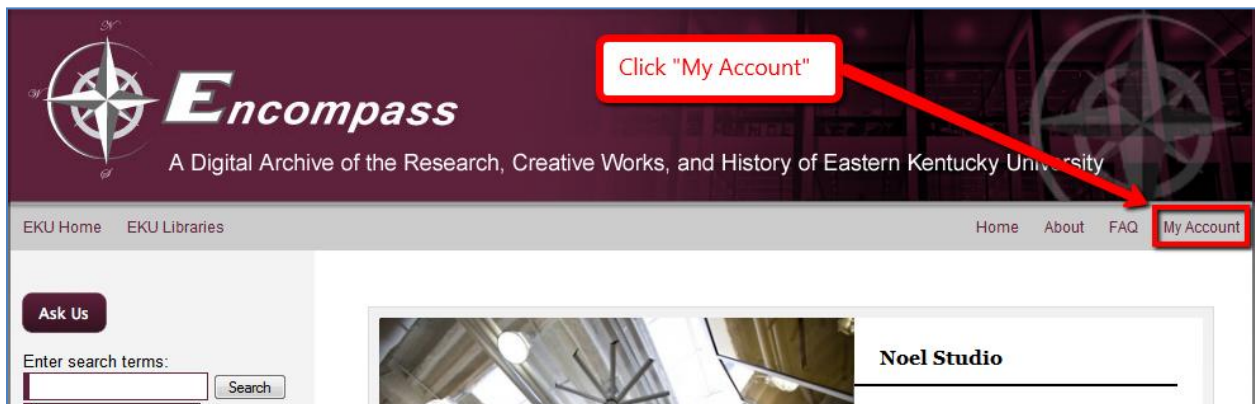 N
W
S
Encompass
Click "My Account"
A Digital Archive of the Research, Creative Works, and History of Eastern Kentucky University
EKU Home EKU Libraries
Home About FAQ My Account
Ask Us
Enter search terms:
Search
Noel Studio